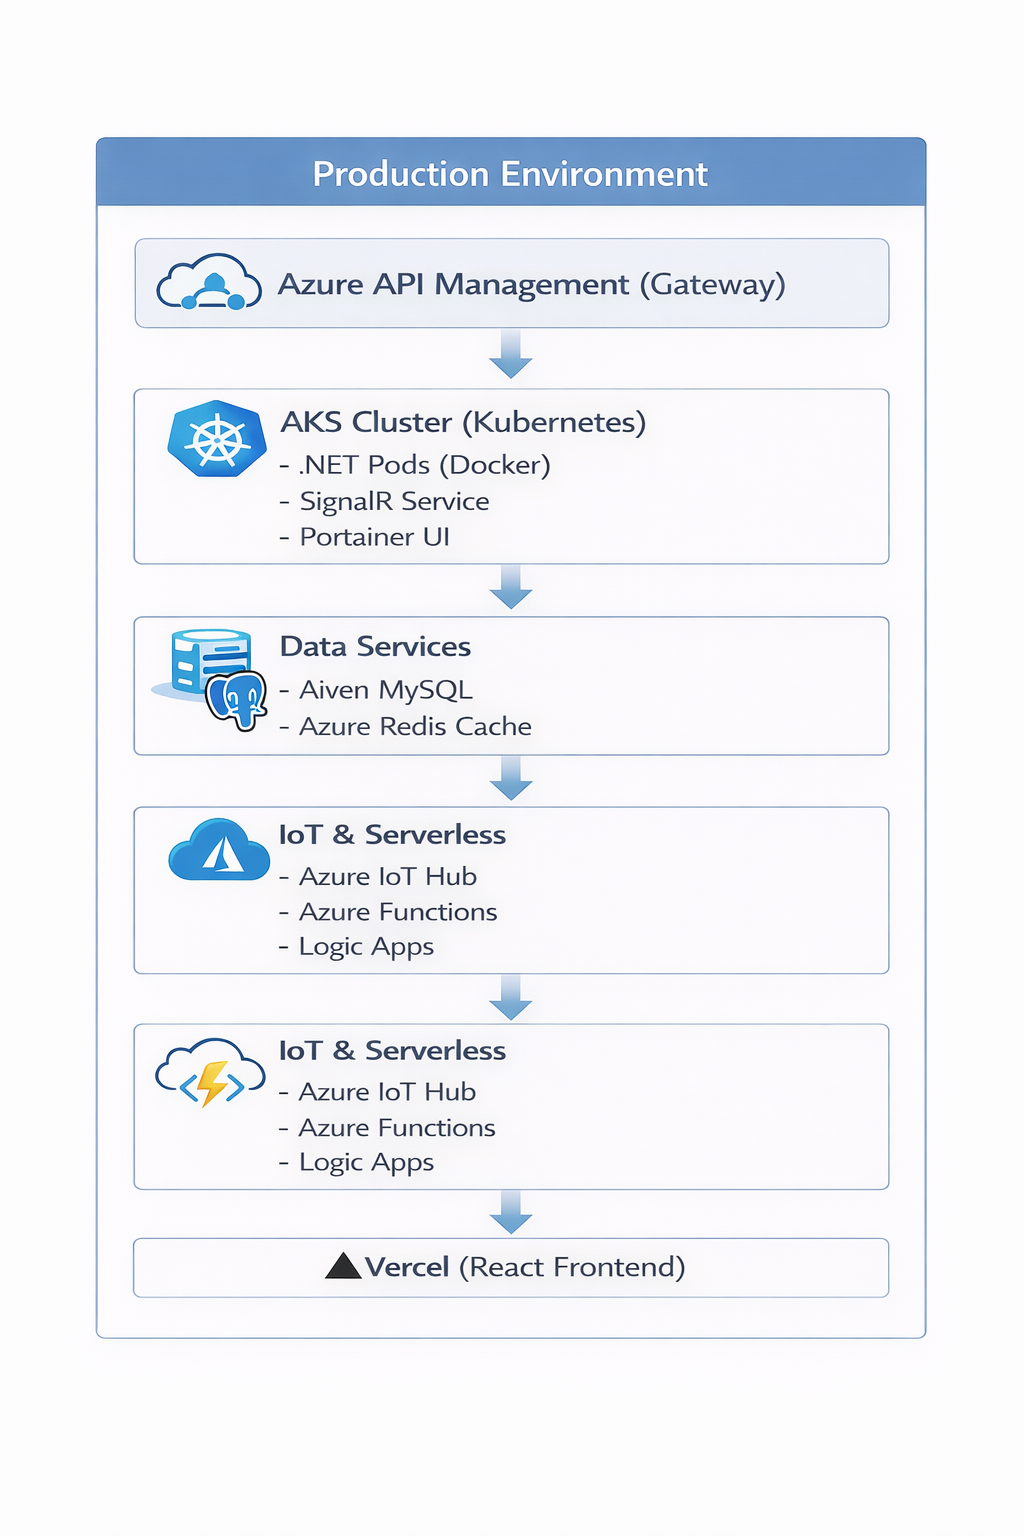 Production Environment
Azure API Management (Gateway)
AKS Cluster (Kubernetes)
- .NET Pods (Docker)
- SignalR Service
- Portainer UI
Data Services
- Aiven MySQL
- Azure Redis Cache
IoT & Serverless
- Azure IoT Hub
- Azure Functions
- Logic Apps
IoT & Serverless
- Azure IoT Hub
- Azure Functions
- Logic Apps
Vercel (React Frontend)